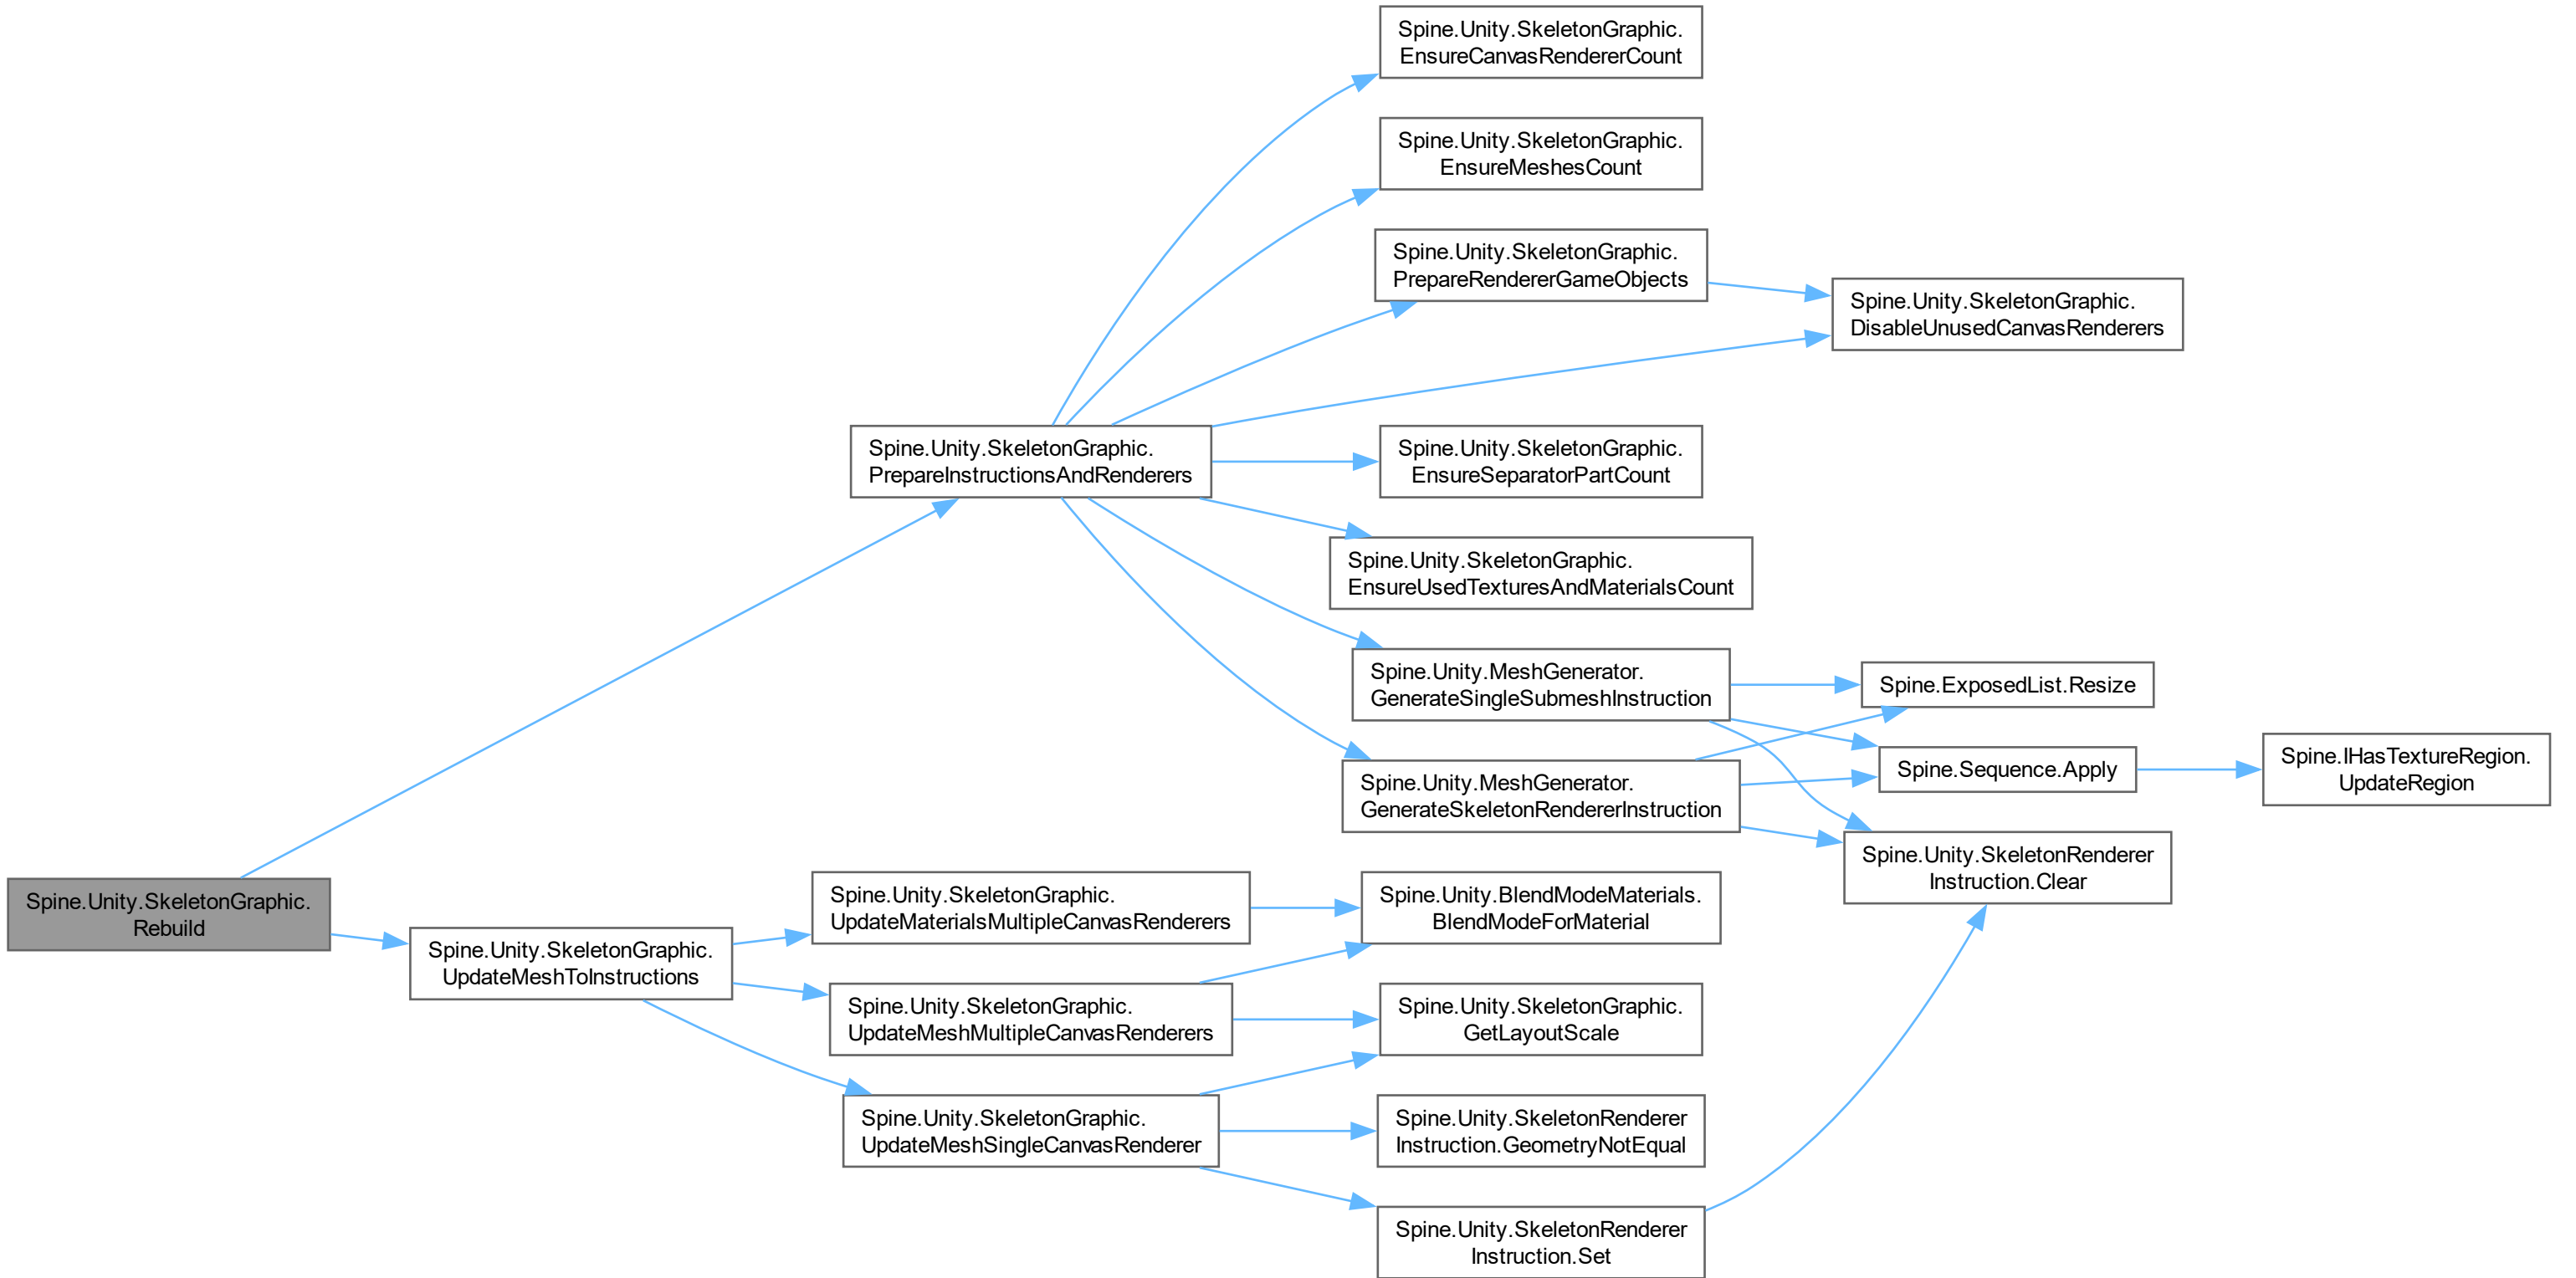 Spine.Unity.SkeletonGraphic.
Rebuild
Spine.Unity.SkeletonGraphic.
PrepareInstructionsAndRenderers
Spine.Unity.SkeletonGraphic.
EnsureCanvasRendererCount
Spine.Unity.SkeletonGraphic.
EnsureMeshesCount
Spine.Unity.SkeletonGraphic.
PrepareRendererGameObjects
Spine.Unity.SkeletonGraphic.
DisableUnusedCanvasRenderers
Spine.Unity.SkeletonGraphic.
EnsureSeparatorPartCount
Spine.Unity.SkeletonGraphic.
EnsureUsedTexturesAndMaterialsCount
Spine.Unity.MeshGenerator.
GenerateSingleSubmeshInstruction
Spine.Unity.MeshGenerator.
GenerateSkeletonRendererInstruction
Spine.ExposedList.Resize
Spine.Sequence.Apply
Spine.IHasTextureRegion.
UpdateRegion
Spine.Unity.SkeletonRenderer
Instruction.Clear
Spine.Unity.SkeletonGraphic.
UpdateMeshToInstructions
Spine.Unity.SkeletonGraphic.
UpdateMaterialsMultipleCanvasRenderers
Spine.Unity.SkeletonGraphic.
UpdateMeshMultipleCanvasRenderers
Spine.Unity.SkeletonGraphic.
UpdateMeshSingleCanvasRenderer
Spine.Unity.BlendModeMaterials.
BlendModeForMaterial
Spine.Unity.SkeletonGraphic.
GetLayoutScale
Spine.Unity.SkeletonRenderer
Instruction.GeometryNotEqual
Spine.Unity.SkeletonRenderer
Instruction.Set